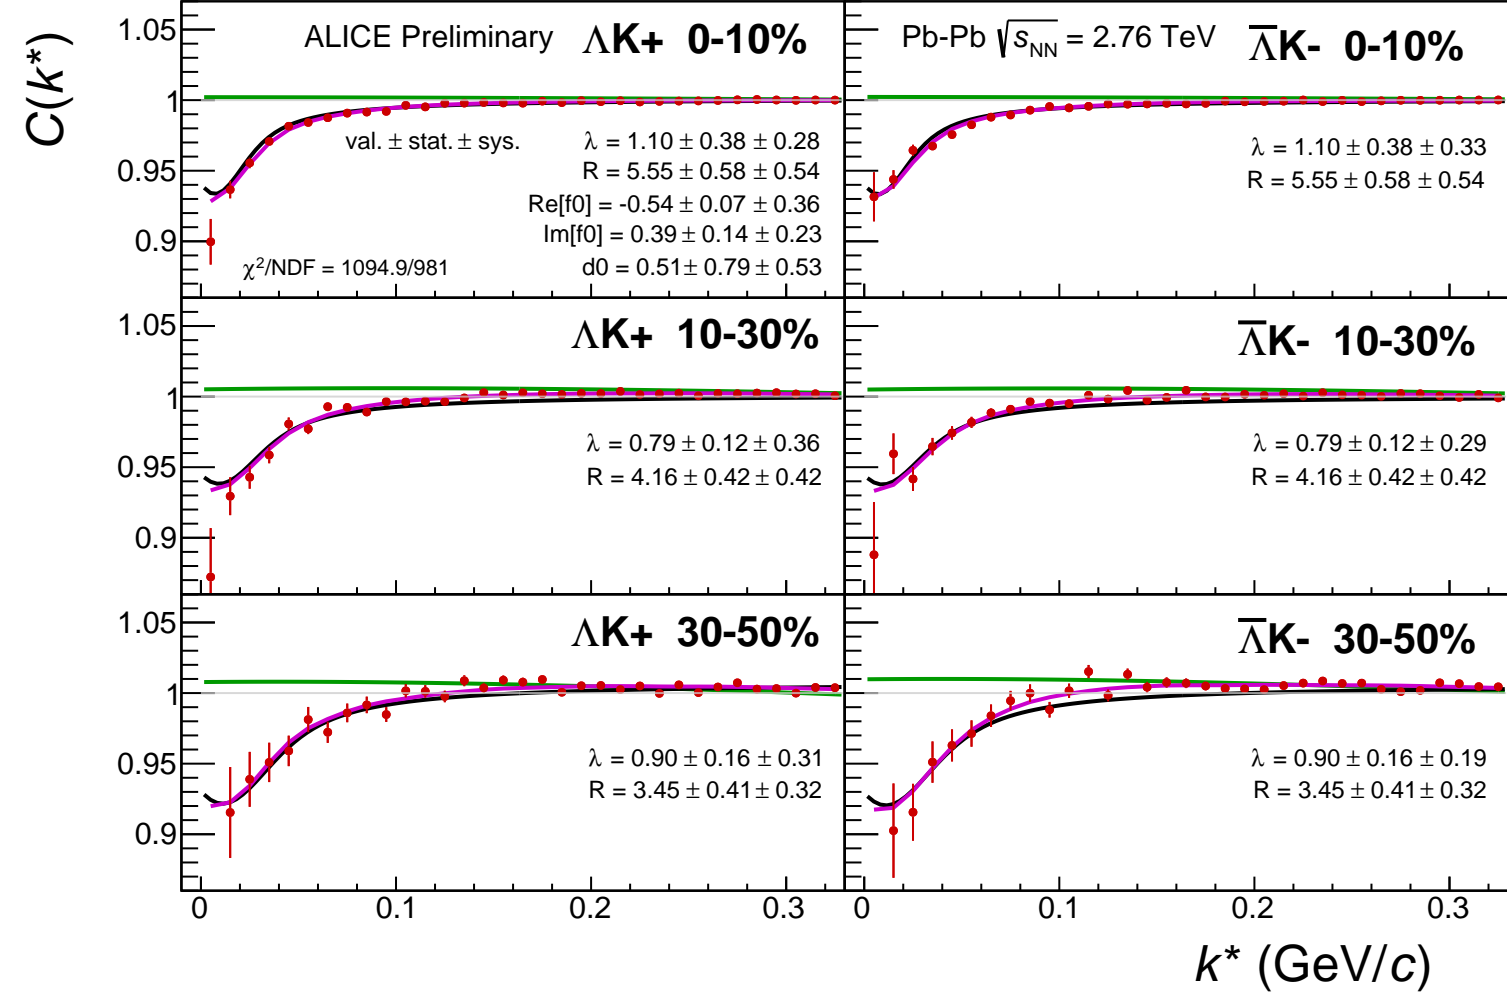 C(k*)
ALICE Preliminary ΛK+ 0-10%
1.05
1
0.95
0.9
val. ± stat. ± sys.
λ = 1.10 ± 0.38 ± 0.28
R = 5.55 ± 0.58 ± 0.54
Re[f0] = -0.54 ± 0.07 ± 0.36
Im[f0] = 0.39 ± 0.14 ± 0.23
d0 = 0.51 ± 0.79 ± 0.53
χ²/NDF = 1094.9/981
Pb-Pb √sNN = 2.76 TeV Λ̅K- 0-10%
λ = 1.10 ± 0.38 ± 0.33
R = 5.55 ± 0.58 ± 0.54
ΛK+ 10-30%
1.05
1
0.95
0.9
λ = 0.79 ± 0.12 ± 0.36
R = 4.16 ± 0.42 ± 0.42
Λ̅K- 10-30%
λ = 0.79 ± 0.12 ± 0.29
R = 4.16 ± 0.42 ± 0.42
ΛK+ 30-50%
1.05
1
0.95
0.9
λ = 0.90 ± 0.16 ± 0.31
R = 3.45 ± 0.41 ± 0.32
Λ̅K- 30-50%
λ = 0.90 ± 0.16 ± 0.19
R = 3.45 ± 0.41 ± 0.32
0 0.1 0.2 0.3 0 0.1 0.2 0.3
k* (GeV/c)